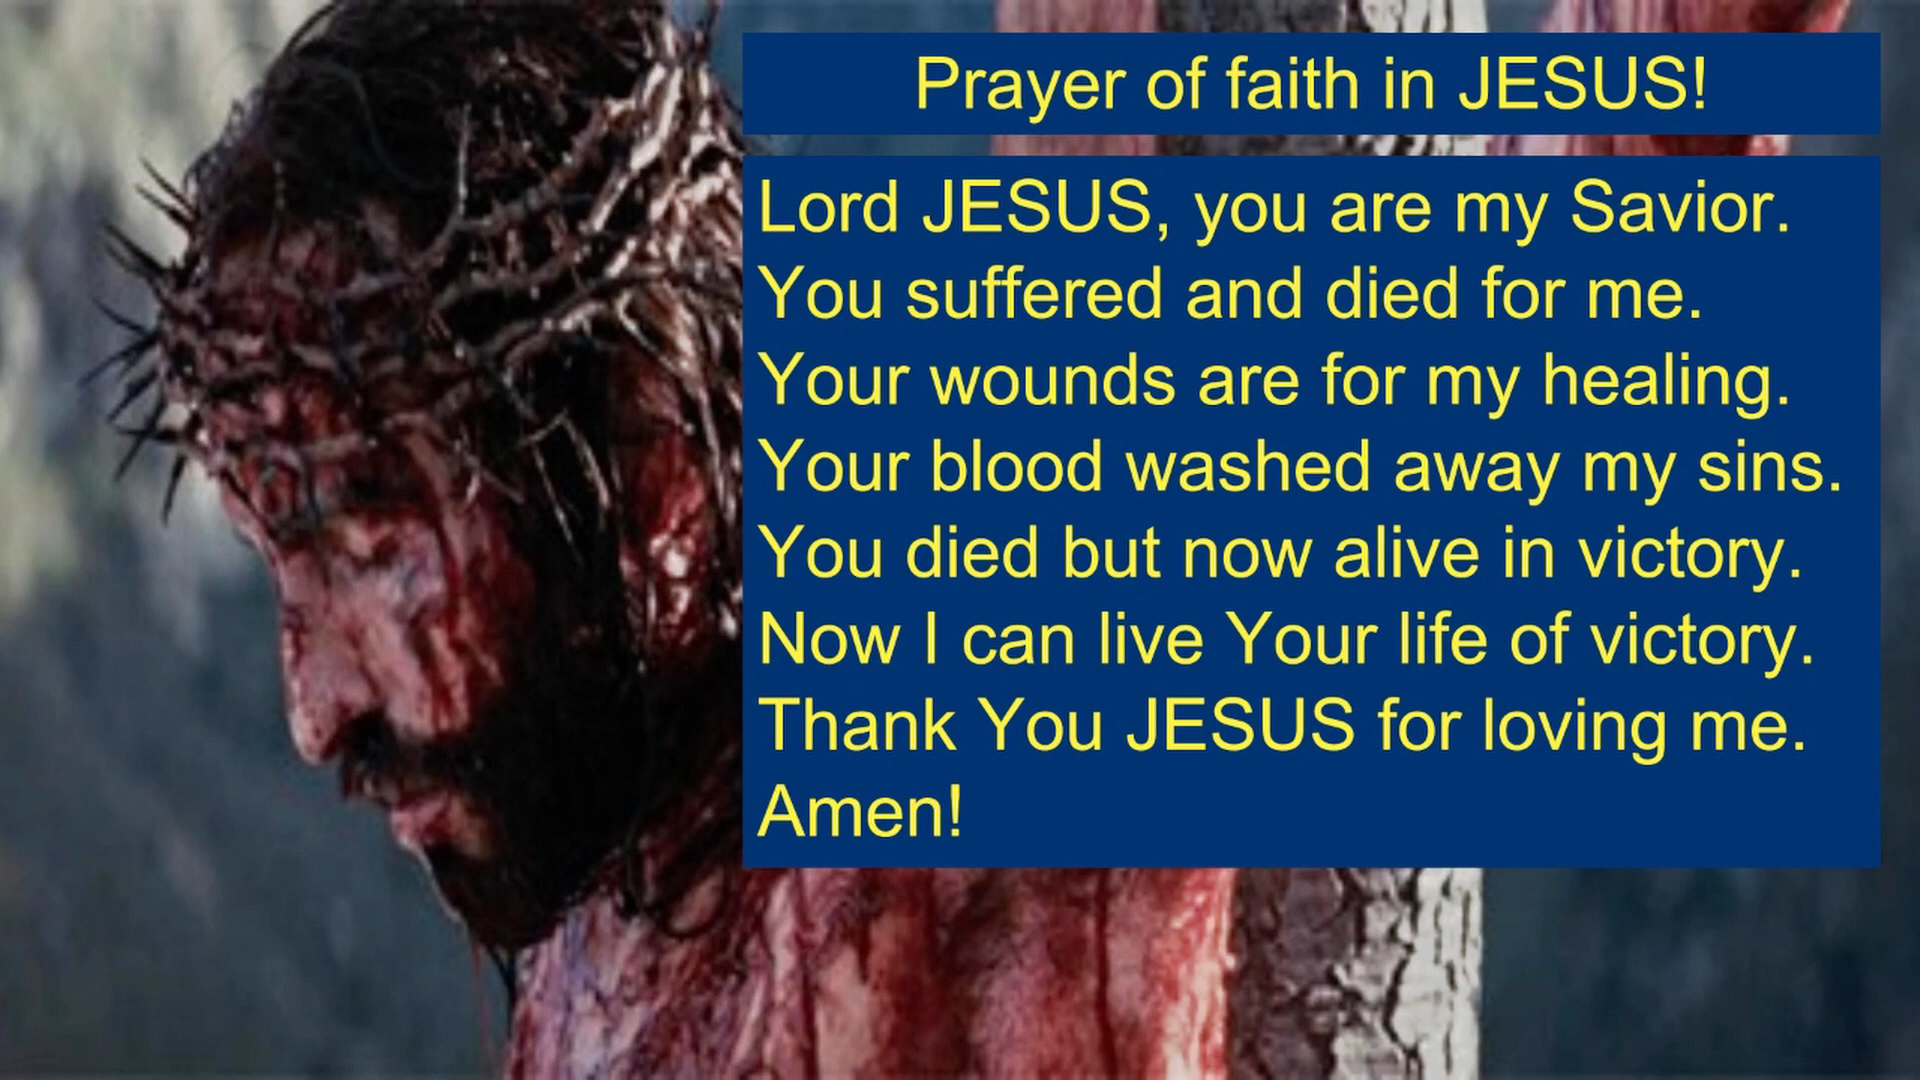 Prayer of faith in JESUS!
Lord JESUS, you are my Savior.
You suffered and died for me.
Your wounds are for my healing.
Your blood washed away my sins.
You died but now alive in victory.
Now I can live Your life of victory.
Thank You JESUS for loving me.
Amen!